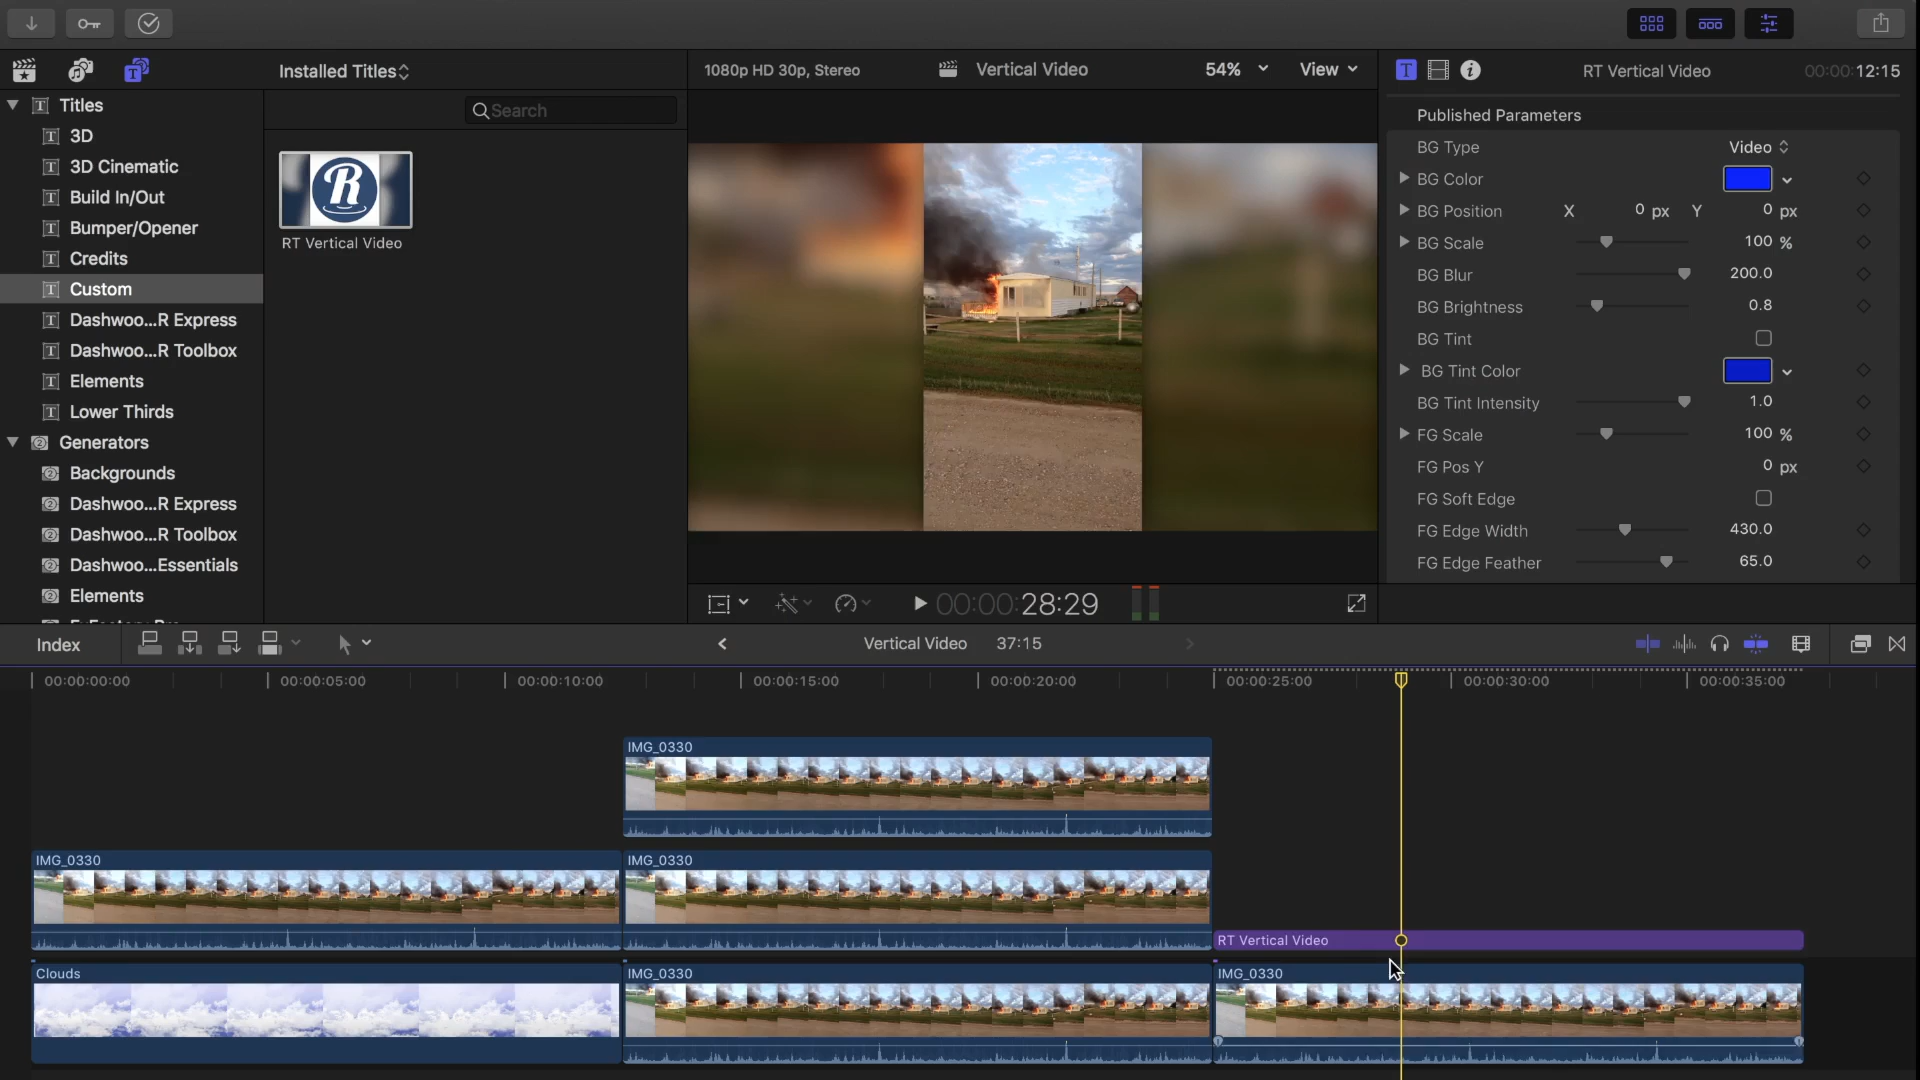 Installed Titles
1080p HD 30p, Stereo
Vertical Video
54%
View
T
RT Vertical Video
00:00:12:15
Titles
3D
3D Cinematic
Build In/Out
Bumper/Opener
Credits
Custom
Dashwoo...R Express
Dashwoo...R Toolbox
Elements
Lower Thirds
Generators
Backgrounds
Dashwoo...R Express
Dashwoo...R Toolbox
Dashwoo...Essentials
Elements
Search
R
RT Vertical Video
Published Parameters
BG Type Video
BG Color
BG Position X 0 px Y 0 px
BG Scale 100 %
BG Blur 200.0
BG Brightness 0.8
BG Tint
BG Tint Color
BG Tint Intensity 1.0
FG Scale 100 %
FG Pos Y 0 px
FG Soft Edge
FG Edge Width 430.0
FG Edge Feather 65.0
00:00:28:29
Index
Vertical Video 37:15
00:00:00:00 00:00:05:00 00:00:10:00 00:00:15:00 00:00:20:00 00:00:25:00 00:00:30:00 00:00:35:00
IMG_0330
IMG_0330 IMG_0330
RT Vertical Video
Clouds IMG_0330 IMG_0330